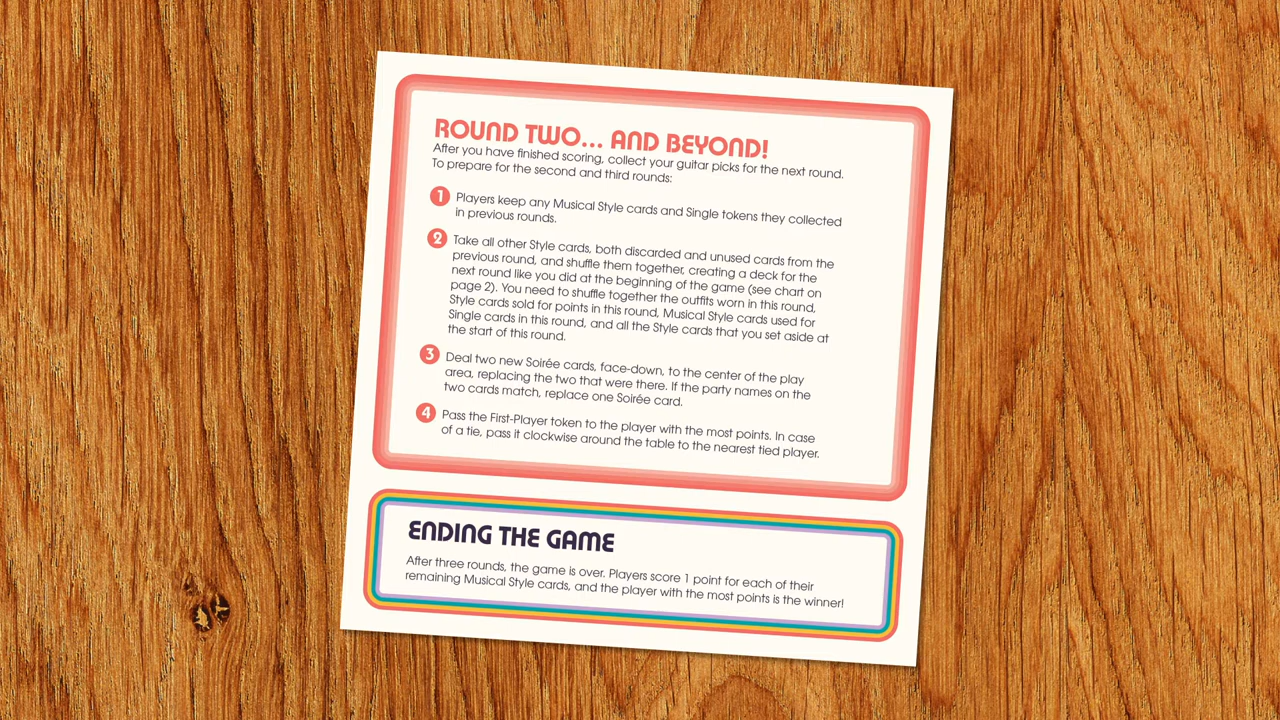 ROUND TWO... AND BEYOND!
After you have finished scoring, collect your guitar picks for the next round.
To prepare for the second and third rounds:
1 Players keep any Musical Style cards and Single tokens they collected
in previous rounds.
2 Take all other Style cards, both discarded and unused cards from the
previous round, and shuffle them together, creating a deck for the
next round like you did at the beginning of the game (see chart on
page 2). You need to shuffle together the outfits worn in this round,
Style cards sold for points in this round, Musical Style cards used for
Single cards in this round, and all the Style cards that you set aside at
the start of this round.
3 Deal two new Soirée cards, face-down, to the center of the play
area, replacing the two that were there. If the party names on the
two cards match, replace one Soirée card.
4 Pass the First-Player token to the player with the most points. In case
of a tie, pass it clockwise around the table to the nearest tied player.
ENDING THE GAME
After three rounds, the game is over. Players score 1 point for each of their
remaining Musical Style cards, and the player with the most points is the winner!